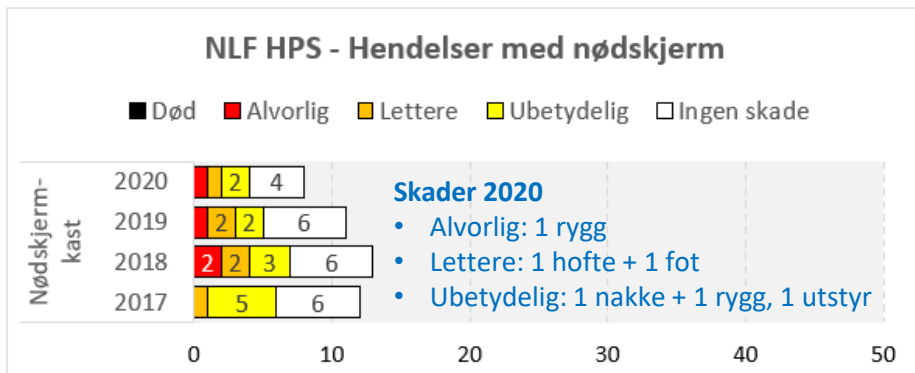 NLF HPS - Hendelser med nødskjerm
Død Alvorlig Lettere Ubetydelig Ingen skade
Nødskjerm-
kast
2020 2 4
2019 2 2 6
2018 2 2 3 6
2017 5 6
Skader 2020
• Alvorlig: 1 rygg
• Lettere: 1 hofte + 1 fot
• Ubetydelig: 1 nakke + 1 rygg, 1 utstyr
0 10 20 30 40 50